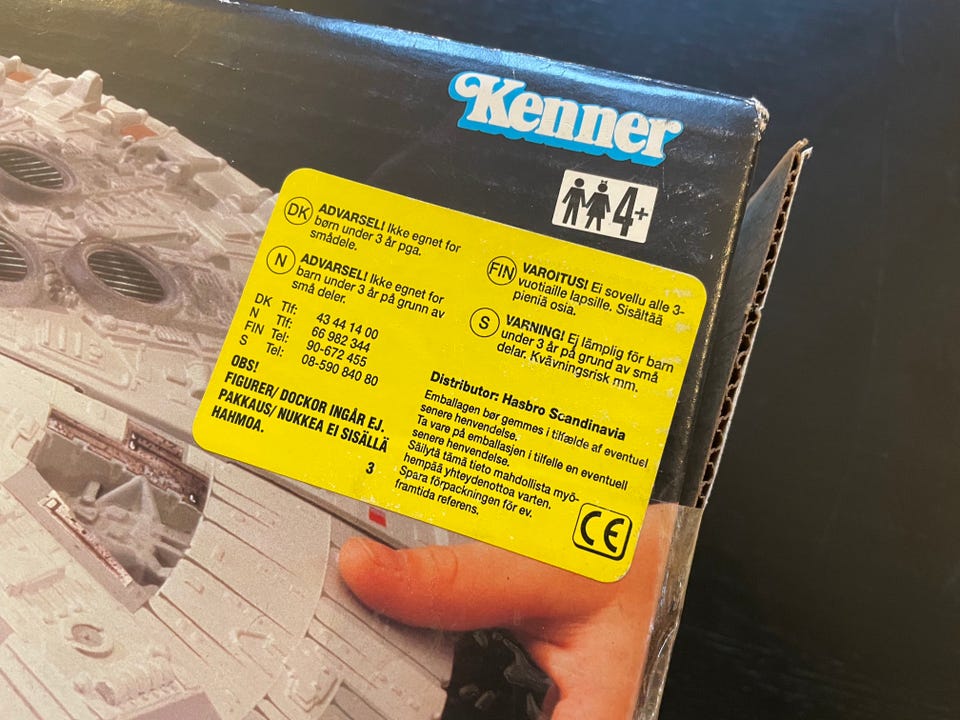 Kenner
4+
DK ADVARSEL! Ikke egnet for
børn under 3 år pga.
smådele.
N ADVARSEL! Ikke egnet for
barn under 3 år på grunn av
små deler.
DK Tlf: 43 44 14 00
N Tlf: 66 982 344
FIN Tel: 90-672 455
S Tel: 08-590 840 80
OBS!
FIGURER/ DOCKOR INGÅR EJ.
PAKKAUS/ NUKKEA EI SISÄLLÄ
HAHMOA.
3
FIN VAROITUS! Ei sovellu alle 3-
vuotiaille lapsille. Sisältää
pieniä osia.
S VARNING! Ej lämplig för barn
under 3 år på grund av små
delar. Kvävningsrisk mm.
Distributor: Hasbro Scandinavia
Emballagen bør gemmes i tilfælde af eventuel
senere henvendelse.
Ta vare på emballasjen i tilfelle en eventuell
senere henvendelse.
Säilytä tämä tieto mahdollista myö-
hempää yhteydenottoa varten.
Spara förpackningen för ev.
framtida referens.
CE